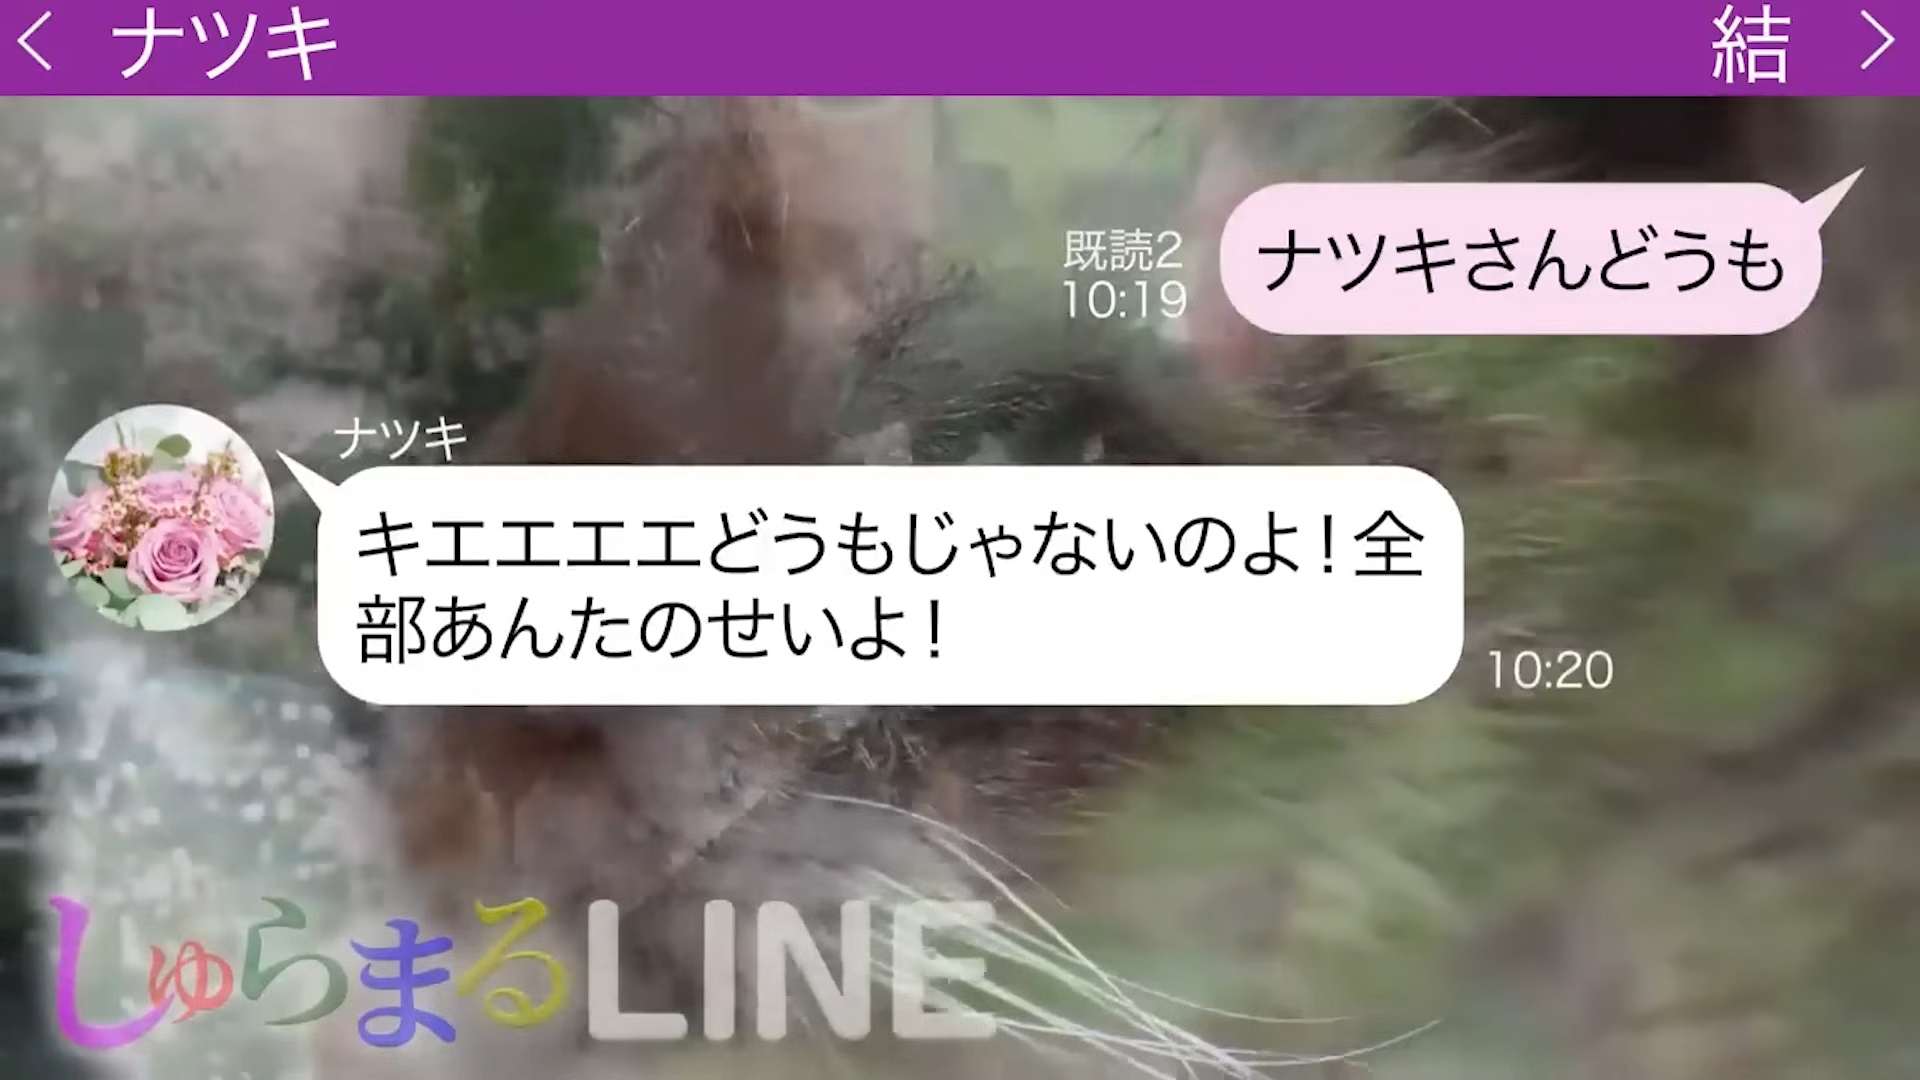 ナツキ
結
ナツキさんどうも
既読2
10:19
ナツキ
キエエエエどうもじゃないのよ！全
部あんたのせいよ！
10:20
しゅらまるLINE